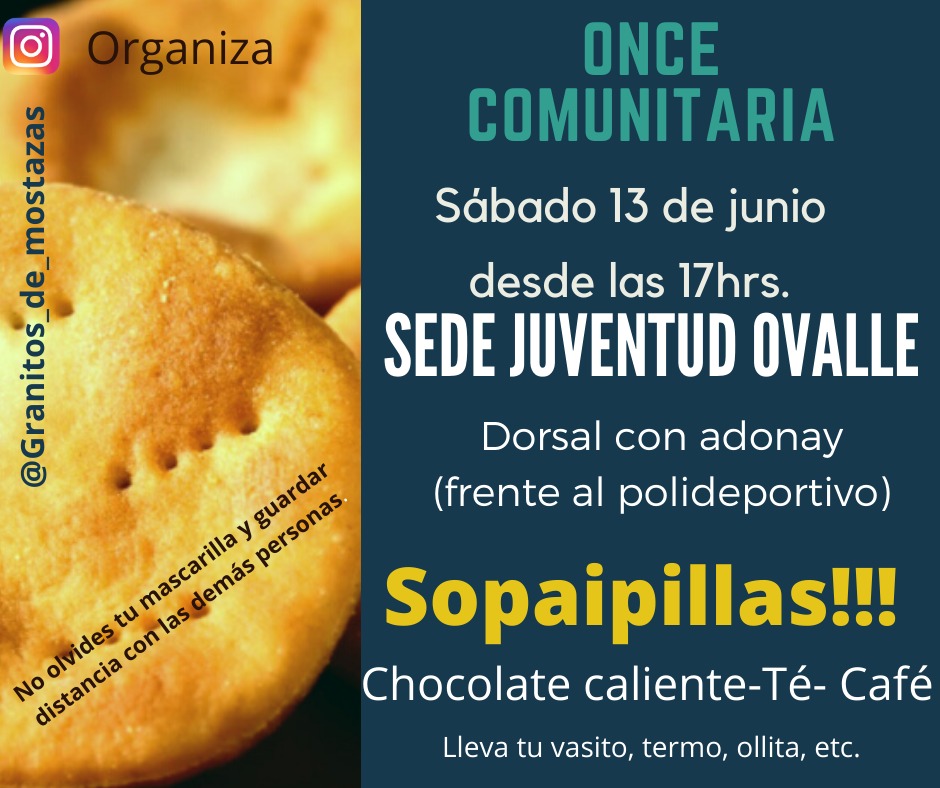 Organiza
@Granitos_de_mostazas
No olvides tu mascarilla y guardar
distancia con las demás personas.
ONCE
COMUNITARIA
Sábado 13 de junio
desde las 17hrs.
SEDE JUVENTUD OVALLE
Dorsal con adonay
(frente al polideportivo)
Sopaipillas!!!
Chocolate caliente-Té- Café
Lleva tu vasito, termo, ollita, etc.